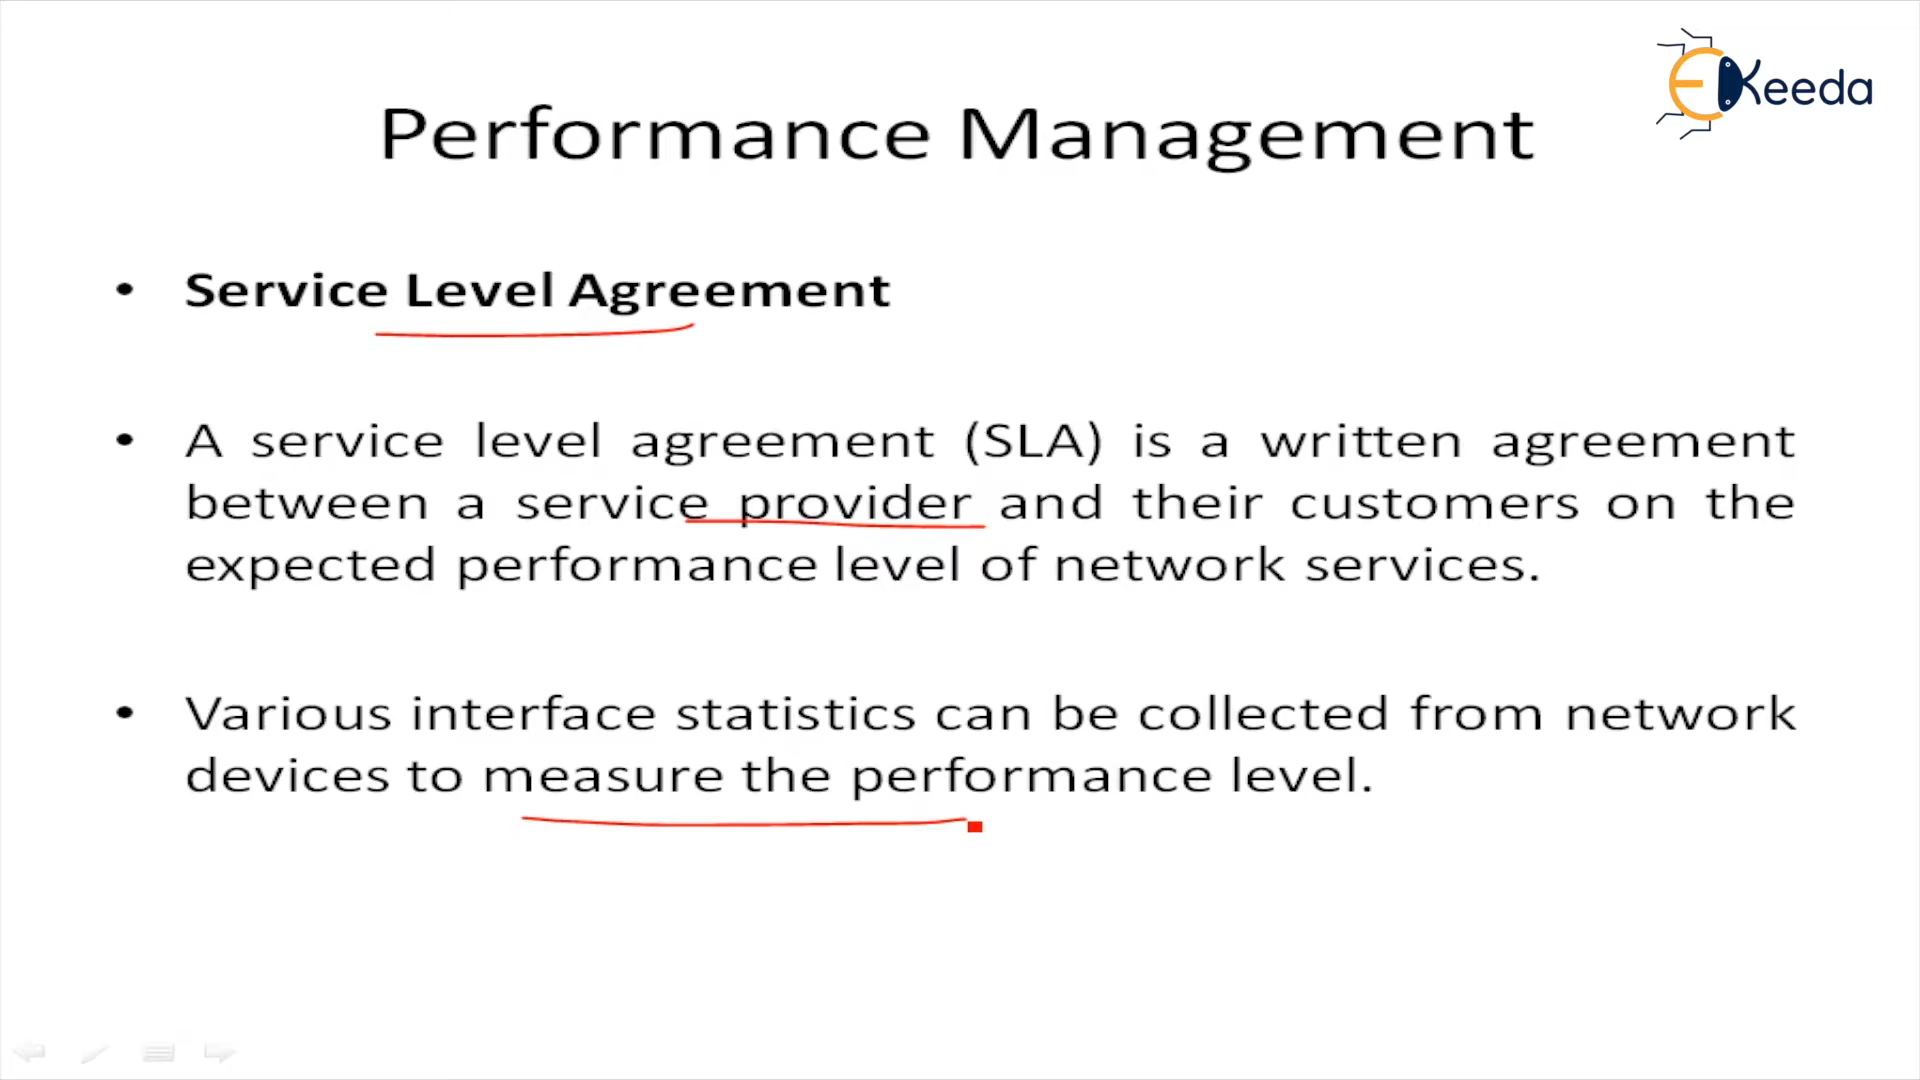 EKeeda
Performance Management
• Service Level Agreement
• A service level agreement (SLA) is a written agreement
between a service provider and their customers on the
expected performance level of network services.
• Various interface statistics can be collected from network
devices to measure the performance level.